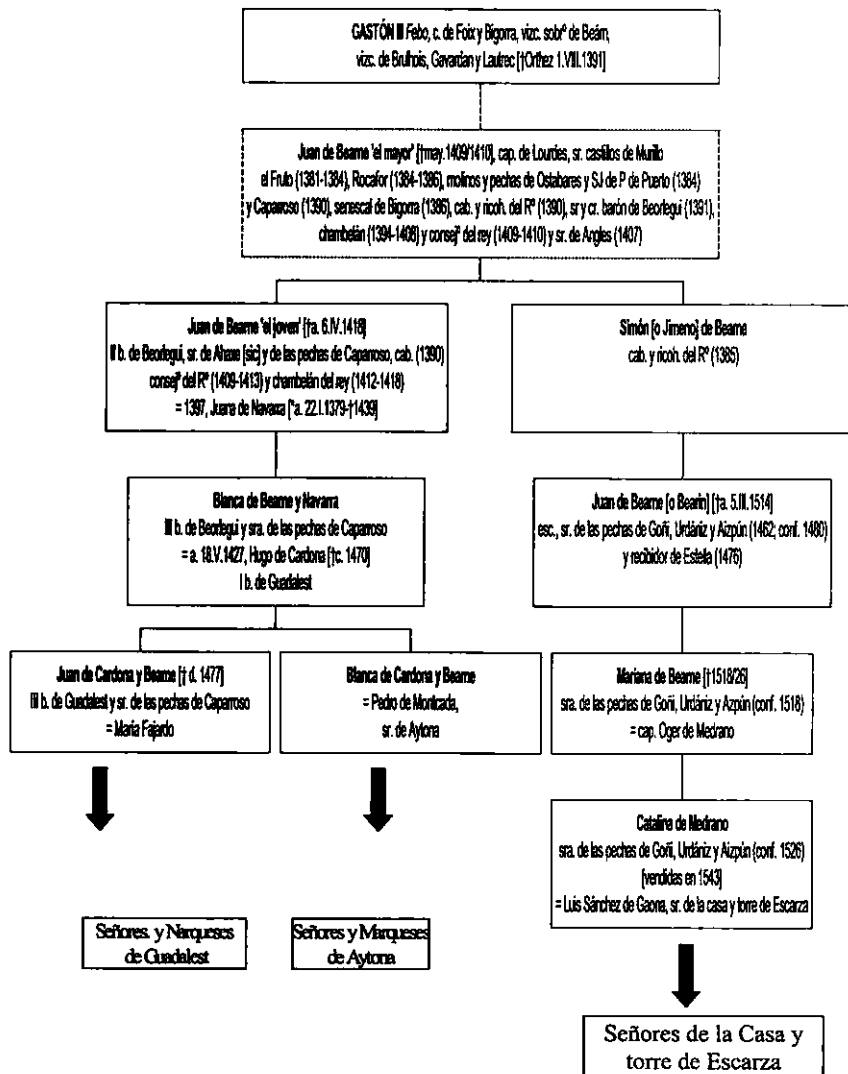 GASTÓN III Febo, c. de Foix y Bigorra, vizc. sobrº de Bearn,
vizc. de Brulhois, Gavardan y Lautrec [†Orthez 1.VIII.1391]
Juan de Bearne 'el mayor' [†may.1409/1410], cap. de Lourdes, sr. castillos de Murillo
el Fruto (1381-1384), Rocafor (1384-1386), molinos y pechas de Ostabares y SJ de P de Puerto (1384)
y Caparroso (1390), senescal de Bigorra (1386), cab. y ricoh. del Rº (1390), sr y cr. barón de Beorlegui (1391),
chambelán (1394-1408) y consejº del rey (1409-1410) y sr. de Angles (1407)
Juan de Bearne 'el joven' [†a. 6.IV.1418]
II b. de Beorlegui, sr. de Ahaxe [sic] y de las pechas de Caparroso, cab. (1390)
consejº del Rº (1409-1413) y chambelán del rey (1412-1418)
= 1397, Juana de Navarra [*a. 22.I.1379-†1439]
Simón [o Jimeno] de Bearne
cab. y ricoh. del Rº (1385)
Blanca de Bearne y Navarra
III b. de Beorlegui y sra. de las pechas de Caparroso
= a. 18.V.1427, Hugo de Cardona [†c. 1470]
I b. de Guadalest
Juan de Bearne [o Bearin] [†a. 5.III.1514]
esc., sr. de las pechas de Goñi, Urdániz y Aizpún (1462; conf. 1480)
y recibidor de Estella (1476)
Juan de Cardona y Bearne [† d. 1477]
III b. de Guadalest y sr. de las pechas de Caparroso
= María Fajardo
Blanca de Cardona y Bearne
= Pedro de Montcada,
sr. de Aytona
Mariana de Bearne [†1518/26]
sra. de las pechas de Goñi, Urdániz y Azpún (conf. 1518)
= cap. Oger de Medrano
Catalina de Medrano
sra. de las pechas de Goñi, Urdániz y Aizpún (conf. 1526)
[vendidas en 1543]
= Luis Sánchez de Gaona, sr. de la casa y torre de Escarza
Señores. y Narqueses
de Guadalest
Señores y Marqueses
de Aytona
Señores de la Casa y
torre de Escarza